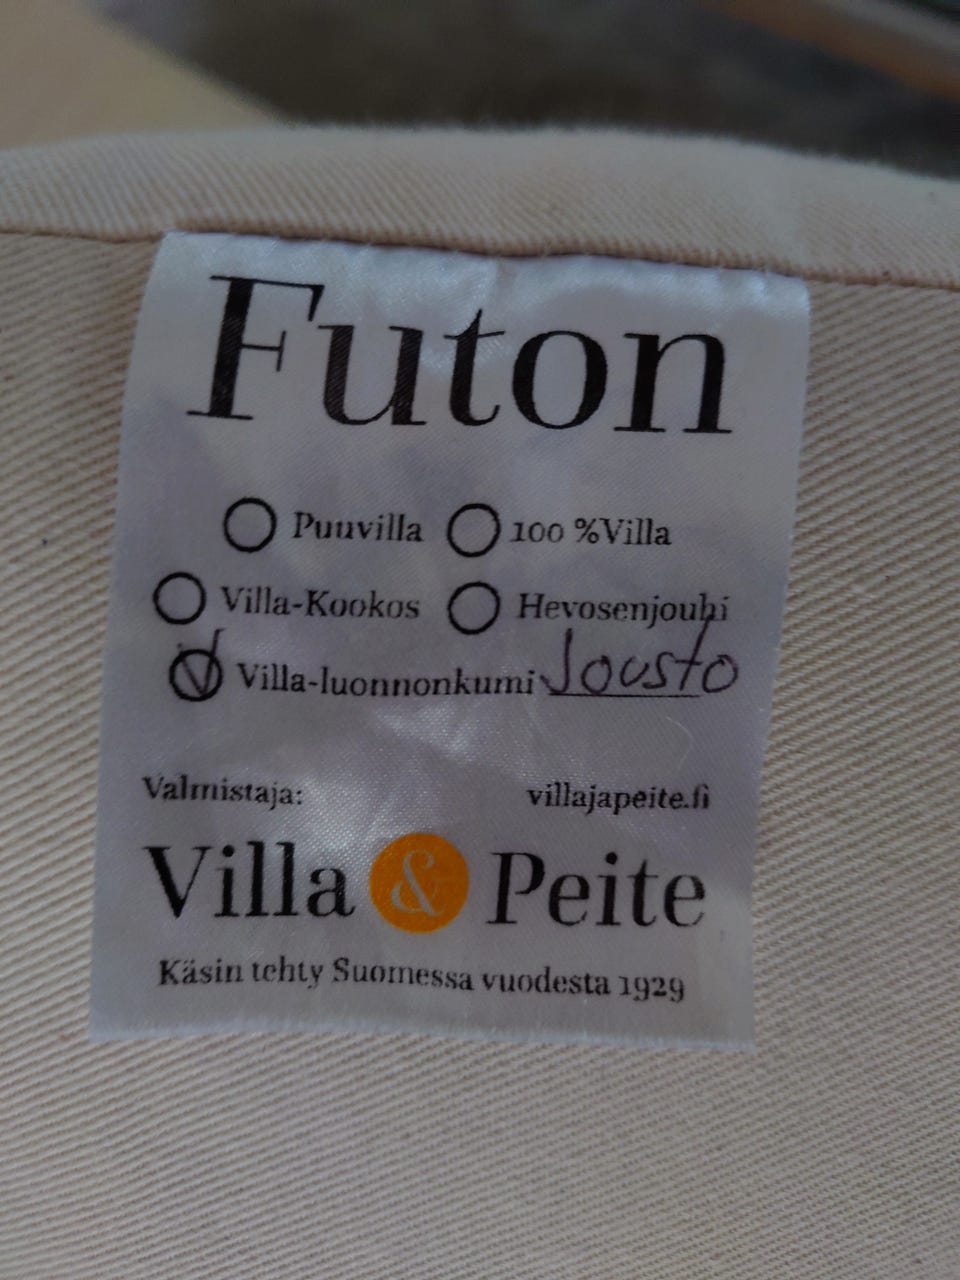 Futon
Puuvilla 100 %Villa
Villa-Kookos Hevosenjouhi
Villa-luonnonkumi Jousto
Valmistaja: villajapeite.fi
Villa & Peite
Käsin tehty Suomessa vuodesta 1929